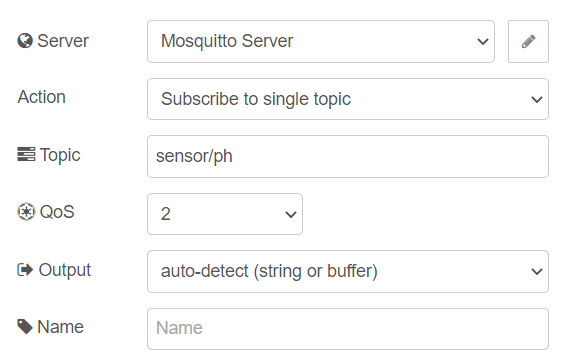 Server Mosquitto Server
Action Subscribe to single topic
Topic sensor/ph
QoS 2
Output auto-detect (string or buffer)
Name Name